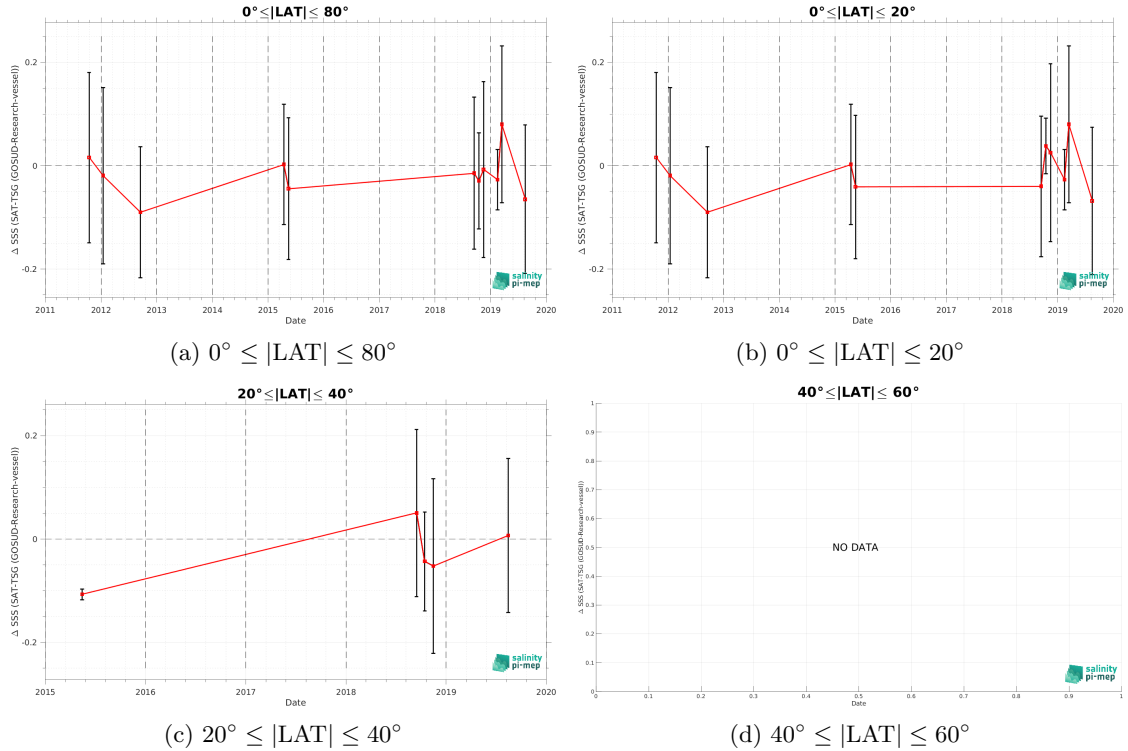 0°≤|LAT|≤ 80°
Δ SSS (SAT-TSG (GOSUD-Research-vessel))
0.2
0
-0.2
2011 2012 2013 2014 2015 2016 2017 2018 2019 2020
Date
salinity
pi-mep
(a) 0° ≤ |LAT| ≤ 80°
0°≤|LAT|≤ 20°
Δ SSS (SAT-TSG (GOSUD-Research-vessel))
0.2
0
-0.2
2011 2012 2013 2014 2015 2016 2017 2018 2019 2020
Date
salinity
pi-mep
(b) 0° ≤ |LAT| ≤ 20°
20°≤|LAT|≤ 40°
Δ SSS (SAT-TSG (GOSUD-Research-vessel))
0.2
0
-0.2
2015 2016 2017 2018 2019 2020
Date
salinity
pi-mep
(c) 20° ≤ |LAT| ≤ 40°
40°≤|LAT|≤ 60°
Δ SSS (SAT-TSG (GOSUD-Research-vessel))
1
0.9
0.8
0.7
0.6
0.5
0.4
0.3
0.2
0.1
0
NO DATA
0 0.1 0.2 0.3 0.4 0.5 0.6 0.7 0.8 0.9 1
Date
salinity
pi-mep
(d) 40° ≤ |LAT| ≤ 60°